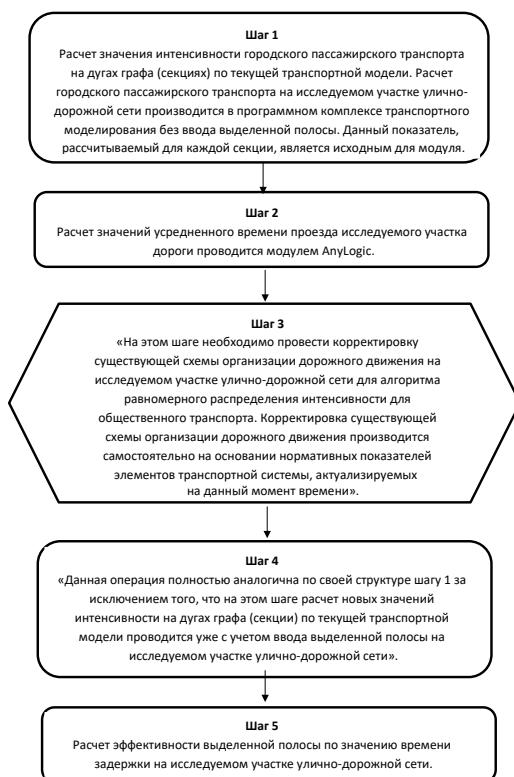 Шаг 1
Расчет значения интенсивности городского пассажирского транспорта
на дугах графа (секциях) по текущей транспортной модели. Расчет
городского пассажирского транспорта на исследуемом участке улично-
дорожной сети производится в программном комплексе транспортного
моделирования без ввода выделенной полосы. Данный показатель,
рассчитываемый для каждой секции, является исходным для модуля.
Шаг 2
Расчет значений усредненного времени проезда исследуемого участка
дороги проводится модулем AnyLogic.
Шаг 3
«На этом шаге необходимо провести корректировку
существующей схемы организации дорожного движения на
исследуемом участке улично-дорожной сети для алгоритма
равномерного распределения интенсивности для
общественного транспорта. Корректировка существующей
схемы организации дорожного движения производится
самостоятельно на основании нормативных показателей
элементов транспортной системы, актуализируемых
на данный момент времени».
Шаг 4
«Данная операция полностью аналогична по своей структуре шагу 1 за
исключением того, что на этом шаге расчет новых значений
интенсивности на дугах графа (секции) по текущей транспортной
модели проводится уже с учетом ввода выделенной полосы на
исследуемом участке улично-дорожной сети».
Шаг 5
Расчет эффективности выделенной полосы по значению времени
задержки на исследуемом участке улично-дорожной сети.